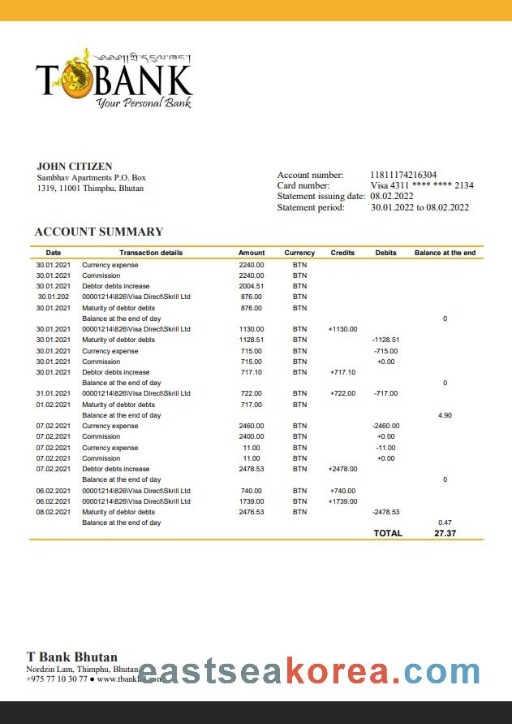 T BANK
Your Personal Bank
JOHN CITIZEN
Sambhav Apartments P.O. Box
1319, 11001 Thimphu, Bhutan
Account number: 11811174216304
Card number: Visa 4311 **** **** 2134
Statement issuing date: 08.02.2022
Statement period: 30.01.2022 to 08.02.2022
ACCOUNT SUMMARY
Date Transaction details Amount Currency Credits Debits Balance at the end
30.01.2021 Currency expense 2240.00 BTN
30.01.2021 Commission 2240.00 BTN
30.01.2021 Debtor debts increase 2004.51 BTN
30.01.202 00001214\826\Visa Direct\Skrill Ltd 876.00 BTN
30.01.2021 Maturity of debtor debts 876.00 BTN
Balance at the end of day 0
30.01.2021 00001214\826\Visa Direct\Skrill Ltd 1130.00 BTN +1130.00
30.01.2021 Maturity of debtor debts 1128.51 BTN -1128.51
30.01.2021 Currency expense 715.00 BTN -715.00
30.01.2021 Commission 715.00 BTN +0.00
30.01.2021 Debtor debts increase 717.10 BTN +717.10
Balance at the end of day 0
31.01.2021 00001214\826\Visa Direct\Skrill Ltd 722.00 BTN +722.00 -717.00
01.02.2021 Maturity of debtor debts 717.00 BTN
Balance at the end of day 4.90
07.02.2021 Currency expense 2460.00 BTN -2460.00
07.02.2021 Commission 2400.00 BTN +0.00
07.02.2021 Currency expense 11.00 BTN -11.00
07.02.2021 Commission 11.00 BTN +0.00
07.02.2021 Debtor debts increase 2478.53 BTN +2478.00
Balance at the end of day 0
06.02.2021 00001214\826\Visa Direct\Skrill Ltd 740.00 BTN +740.00
06.02.2021 00001214\826\Visa Direct\Skrill Ltd 1739.00 BTN +1739.00
08.02.2021 Maturity of debtor debts 2476.53 BTN -2478.53
Balance at the end of day 0.47
TOTAL 27.37
T Bank Bhutan
Nordzin Lam, Thimphu, Bhutan
+975 77 10 30 77 ●
eastseakorea.com